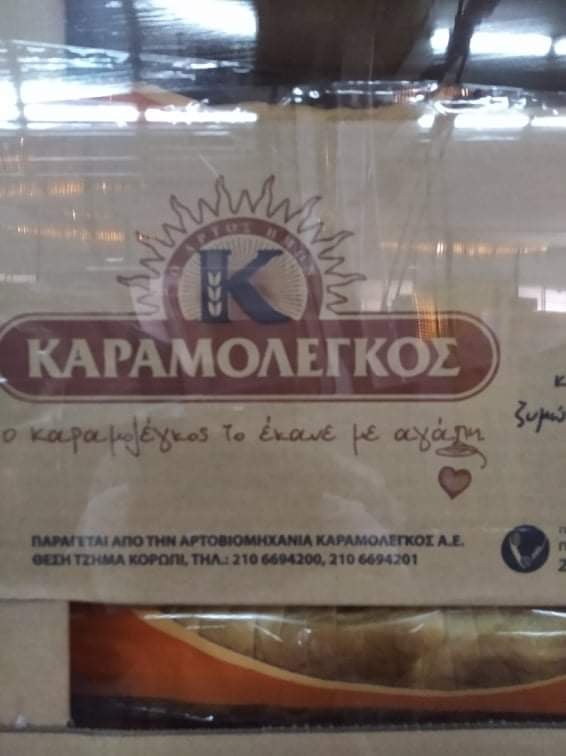 Ο ΑΡΤΟΣ ΗΜΩΝ
Κ
ΚΑΡΑΜΟΛΕΓΚΟΣ
ο καραμολέγκος το έκανε με αγάπη
ΠΑΡΑΓΕΤΑΙ ΑΠΟ ΤΗΝ ΑΡΤΟΒΙΟΜΗΧΑΝΙΑ ΚΑΡΑΜΟΛΕΓΚΟΣ Α.Ε.
ΘΕΣΗ ΤΖΗΜΑ ΚΟΡΩΠΙ, ΤΗΛ.: 210 6694200, 210 6694201